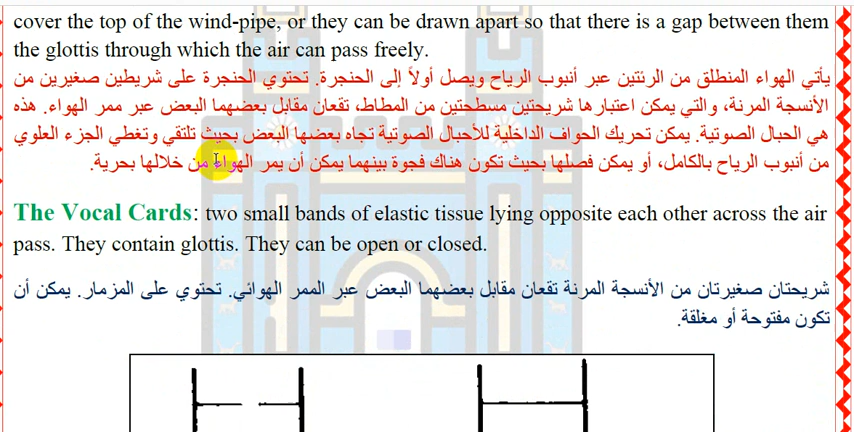 cover the top of the wind-pipe, or they can be drawn apart so that there is a gap between them
the glottis through which the air can pass freely.
يأتي الهواء المنطلق من الرئتين عبر أنبوب الرياح ويصل أولاً إلى الحنجرة. تحتوي الحنجرة على شريطين صغيرين من
الأنسجة المرنة، والتي يمكن اعتبارها شريحتين مسطحتين من المطاط، تقعان مقابل بعضهما البعض عبر ممر الهواء. هذه
هي الحبال الصوتية. يمكن تحريك الحواف الداخلية للأحبال الصوتية تجاه بعضها البعض بحيث تلتقي وتغطي الجزء العلوي
من أنبوب الرياح بالكامل، أو يمكن فصلها بحيث تكون هناك فجوة بينهما يمكن أن يمر الهواء من خلالها بحرية.
The Vocal Cards: two small bands of elastic tissue lying opposite each other across the air
pass. They contain glottis. They can be open or closed.
شريحتان صغيرتان من الأنسجة المرنة تقعان مقابل بعضهما البعض عبر الممر الهوائي. تحتوي على المزمار. يمكن أن
تكون مفتوحة أو مغلقة.